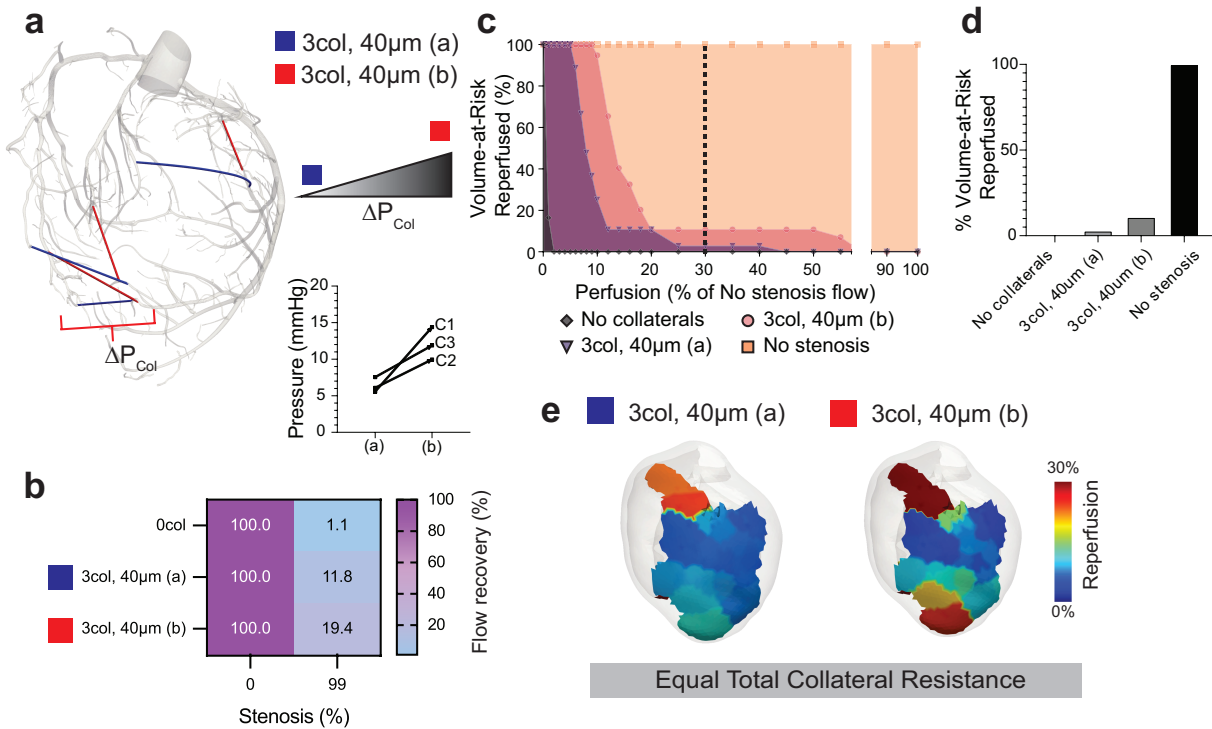 a
3col, 40µm (a)
3col, 40µm (b)
ΔP Col
ΔP Col
Pressure (mmHg)
20
15
10
5
0
C1
C3
C2
(a)
(b)
b
0col
3col, 40µm (a)
3col, 40µm (b)
100.0
1.1
100.0
11.8
100.0
19.4
0
99
Stenosis (%)
100
80
60
40
20
Flow recovery (%)
c
Volume-at-Risk
Reperfused (%)
100
80
60
40
20
0
0
10
20
30
40
50
90
100
Perfusion (% of No stenosis flow)
No collaterals
3col, 40µm (b)
3col, 40µm (a)
No stenosis
d
% Volume-at-Risk
Reperfused
100
50
0
No collaterals
3col, 40um (a)
3col, 40um (b)
No stenosis
e
3col, 40µm (a)
3col, 40µm (b)
30%
0%
Reperfusion
Equal Total Collateral Resistance